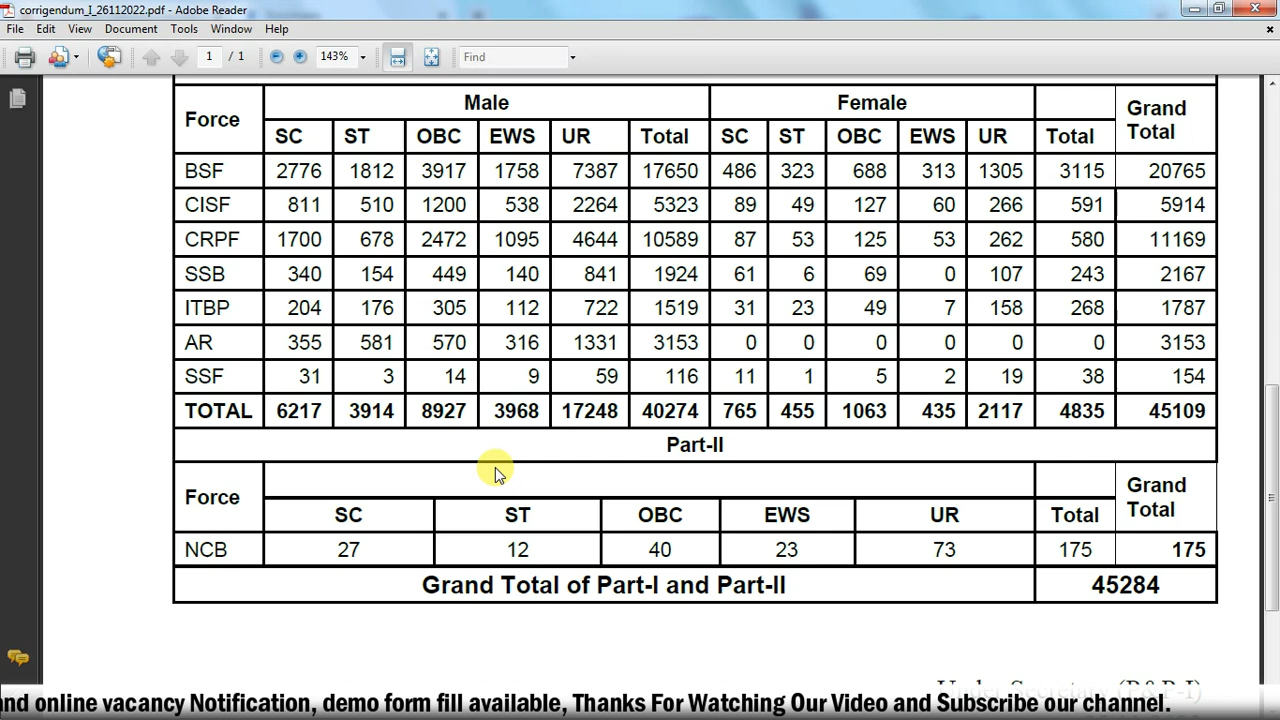 corrigendum_I_26112022.pdf - Adobe Reader
File Edit View Document Tools Window Help
1 / 1 143% Find
Force Male Female Grand Total
SC ST OBC EWS UR Total SC ST OBC EWS UR Total
BSF 2776 1812 3917 1758 7387 17650 486 323 688 313 1305 3115 20765
CISF 811 510 1200 538 2264 5323 89 49 127 60 266 591 5914
CRPF 1700 678 2472 1095 4644 10589 87 53 125 53 262 580 11169
SSB 340 154 449 140 841 1924 61 6 69 0 107 243 2167
ITBP 204 176 305 112 722 1519 31 23 49 7 158 268 1787
AR 355 581 570 316 1331 3153 0 0 0 0 0 0 3153
SSF 31 3 14 9 59 116 11 1 5 2 19 38 154
TOTAL 6217 3914 8927 3968 17248 40274 765 455 1063 435 2117 4835 45109
Part-II
Force Grand Total
SC ST OBC EWS UR Total
NCB 27 12 40 23 73 175 175
Grand Total of Part-I and Part-II 45284
Under Secretary (P&P-I)
nd online vacancy Notification, demo form fill available, Thanks For Watching Our Video and Subscribe our channel.